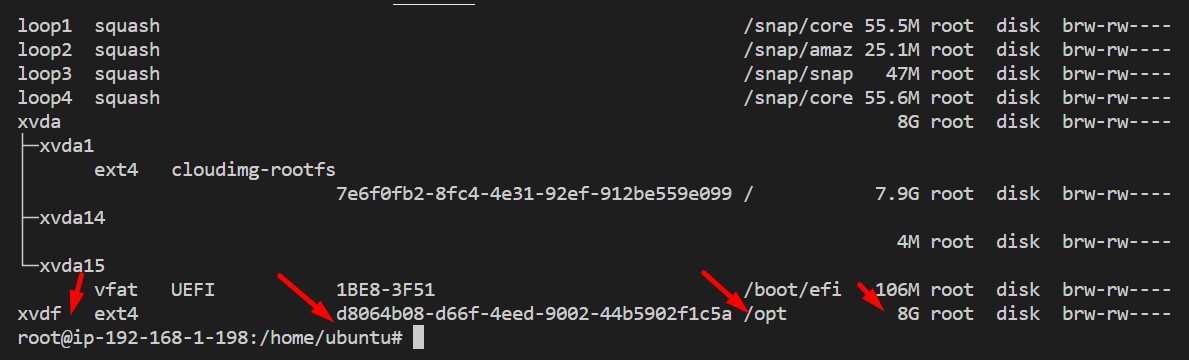 loop1 squash /snap/core 55.5M root disk brw-rw----
loop2 squash /snap/amaz 25.1M root disk brw-rw----
loop3 squash /snap/snap 47M root disk brw-rw----
loop4 squash /snap/core 55.6M root disk brw-rw----
xvda 8G root disk brw-rw----
├─xvda1
ext4 cloudimg-rootfs
7e6f0fb2-8fc4-4e31-92ef-912be559e099 / 7.9G root disk brw-rw----
├─xvda14
4M root disk brw-rw----
└─xvda15
vfat UEFI 1BE8-3F51 /boot/efi 106M root disk brw-rw----
xvdf ext4 d8064b08-d66f-4eed-9002-44b5902f1c5a /opt 8G root disk brw-rw----
root@ip-192-168-1-198:/home/ubuntu#